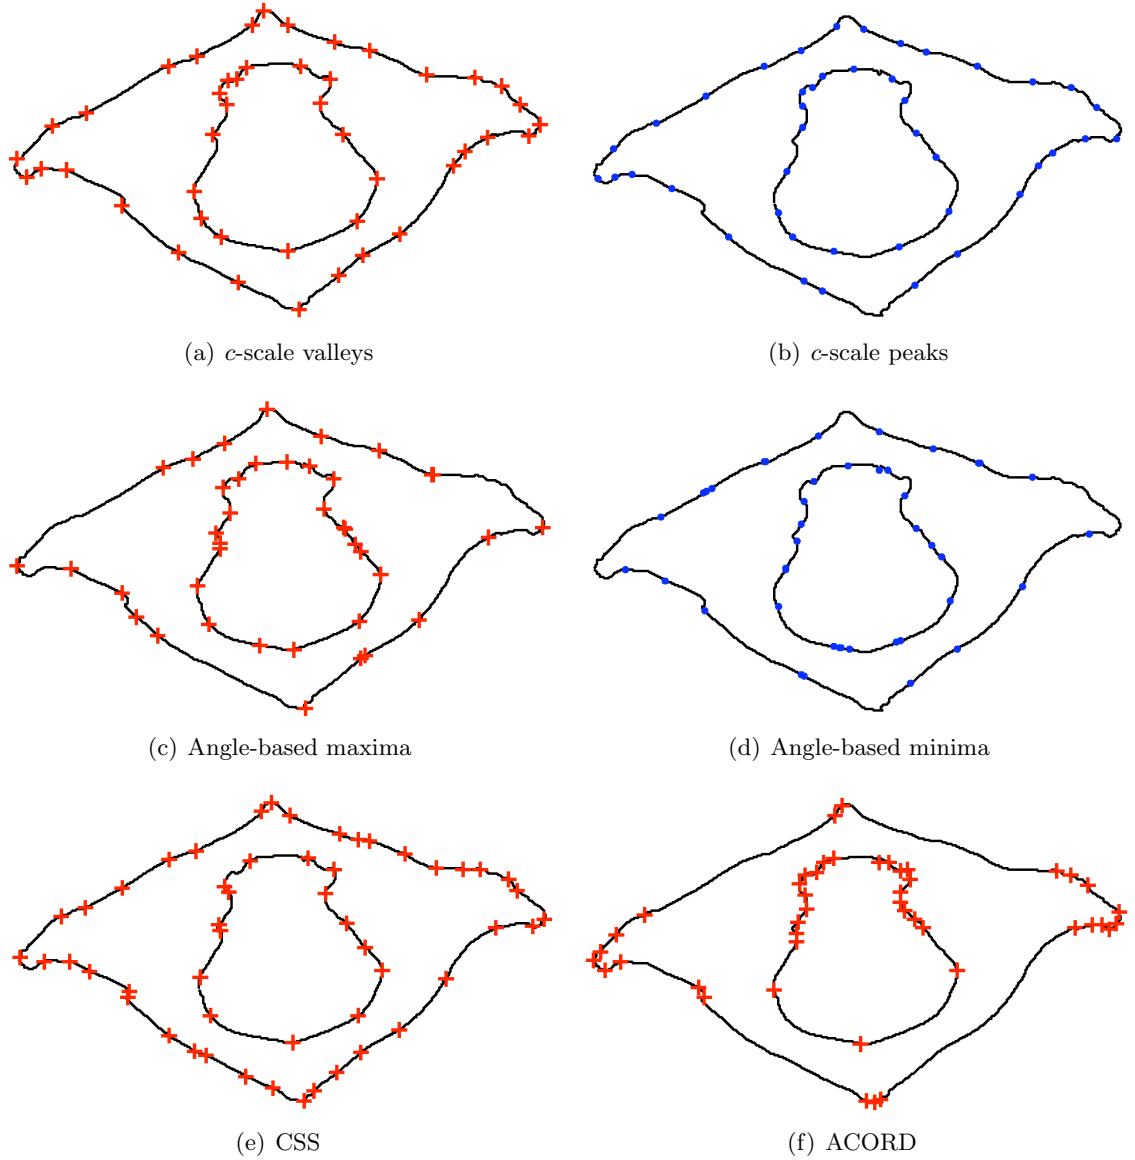 (a) c-scale valleys
(b) c-scale peaks
(c) Angle-based maxima
(d) Angle-based minima
(e) CSS
(f) ACORD